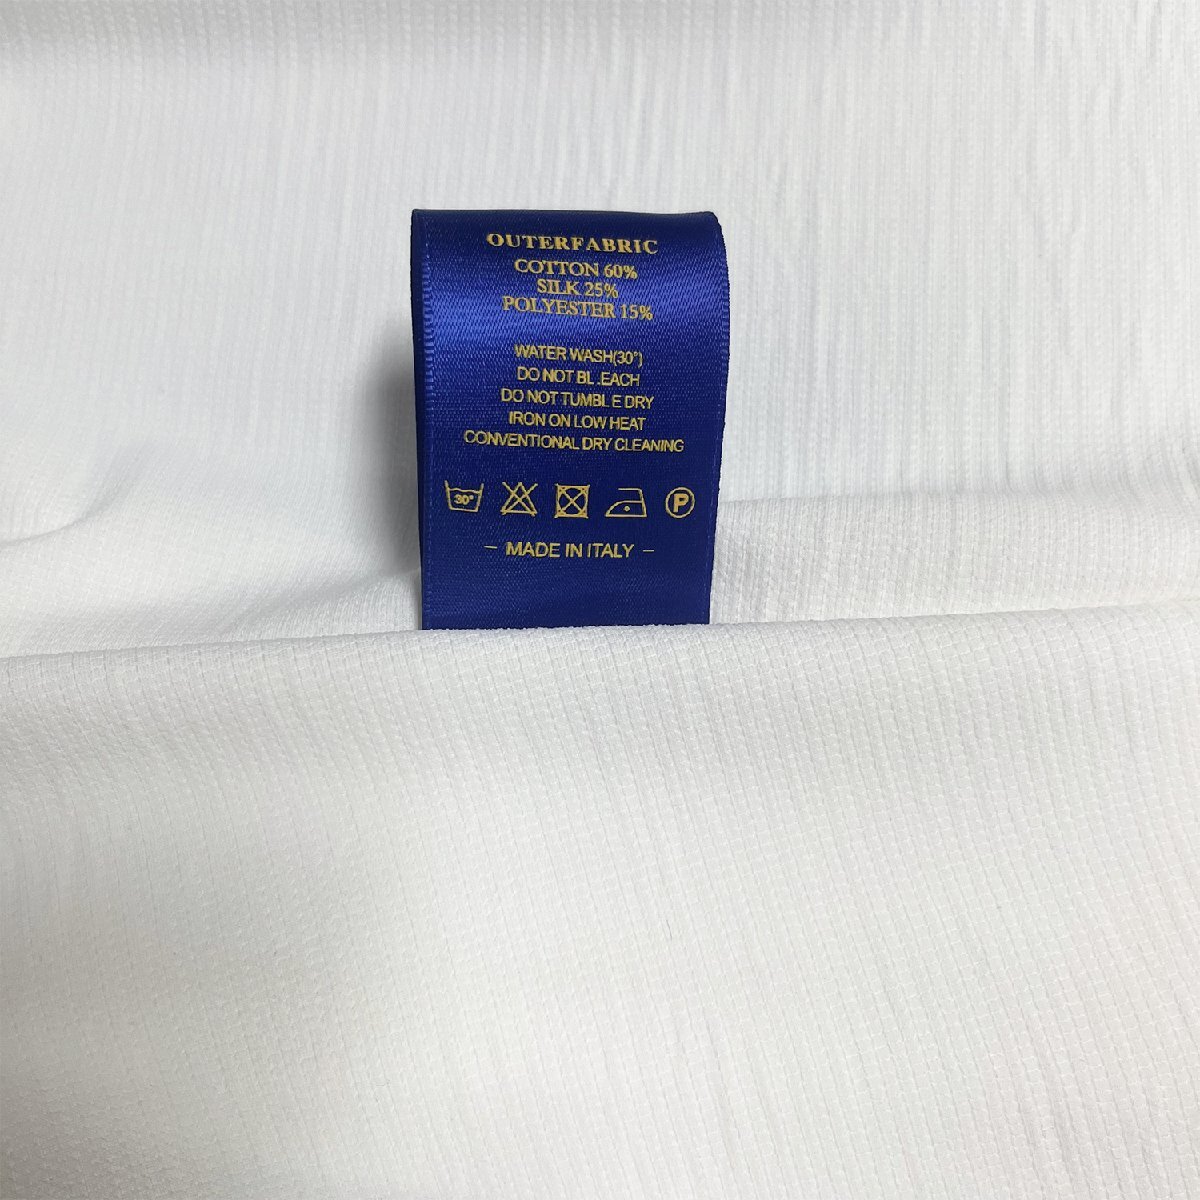 OUTERFABRIC
COTTON 60%
SILK 25%
POLYESTER 15%
WATER WASH(30°)
DO NOT BL.EACH
DO NOT TUMBLE DRY
IRON ON LOW HEAT
CONVENTIONAL DRY CLEANING
30° P
– MADE IN ITALY –